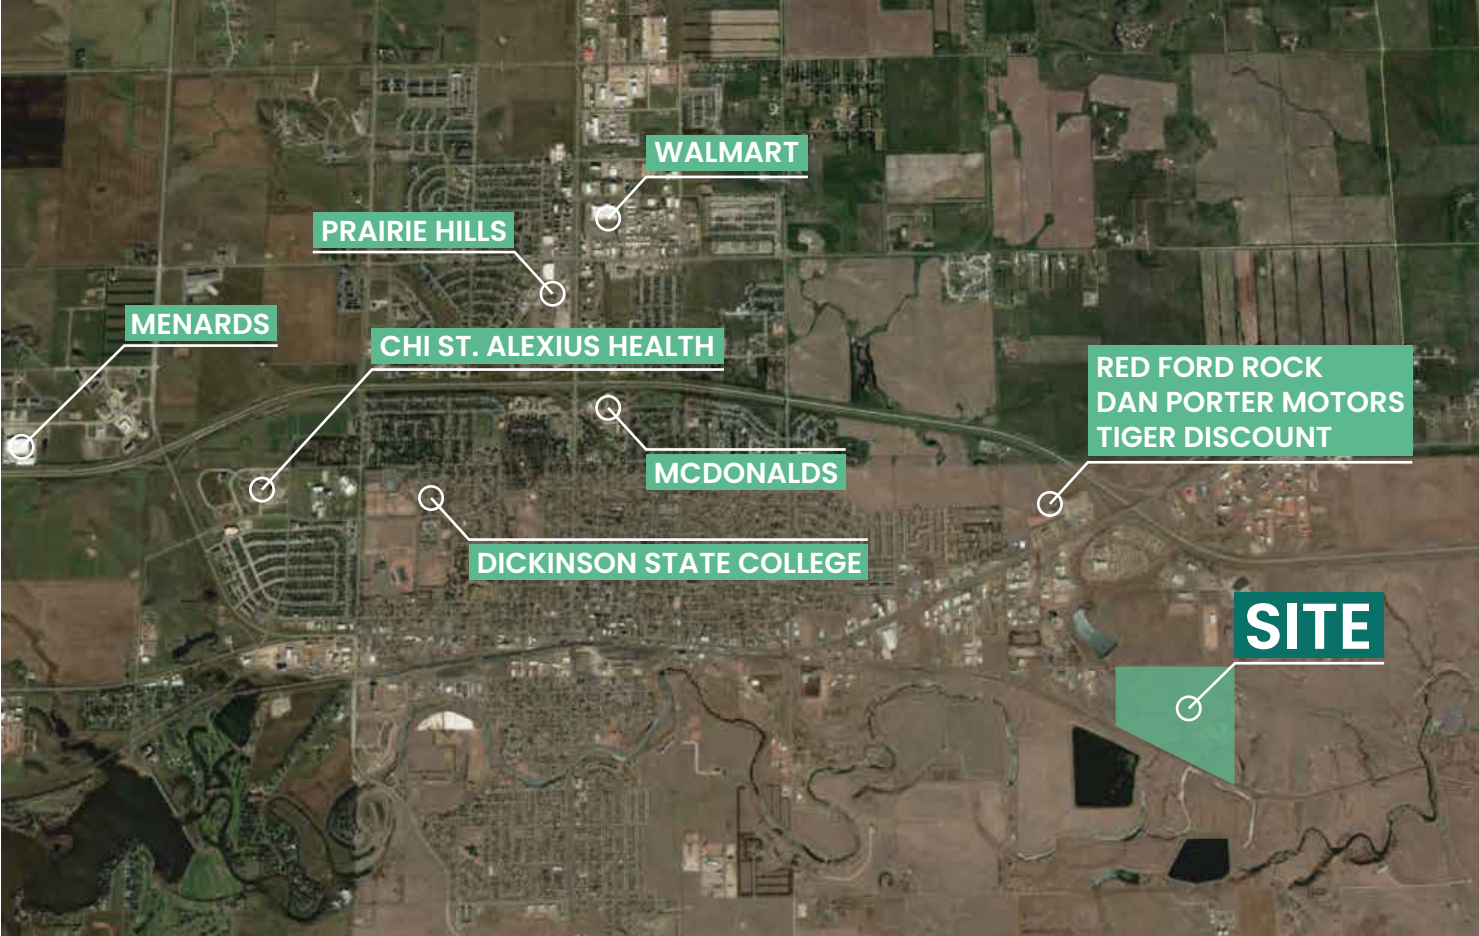 WALMART
PRAIRIE HILLS
MENARDS
CHI ST. ALEXIUS HEALTH
RED FORD ROCK
DAN PORTER MOTORS
TIGER DISCOUNT
MCDONALDS
DICKINSON STATE COLLEGE
SITE